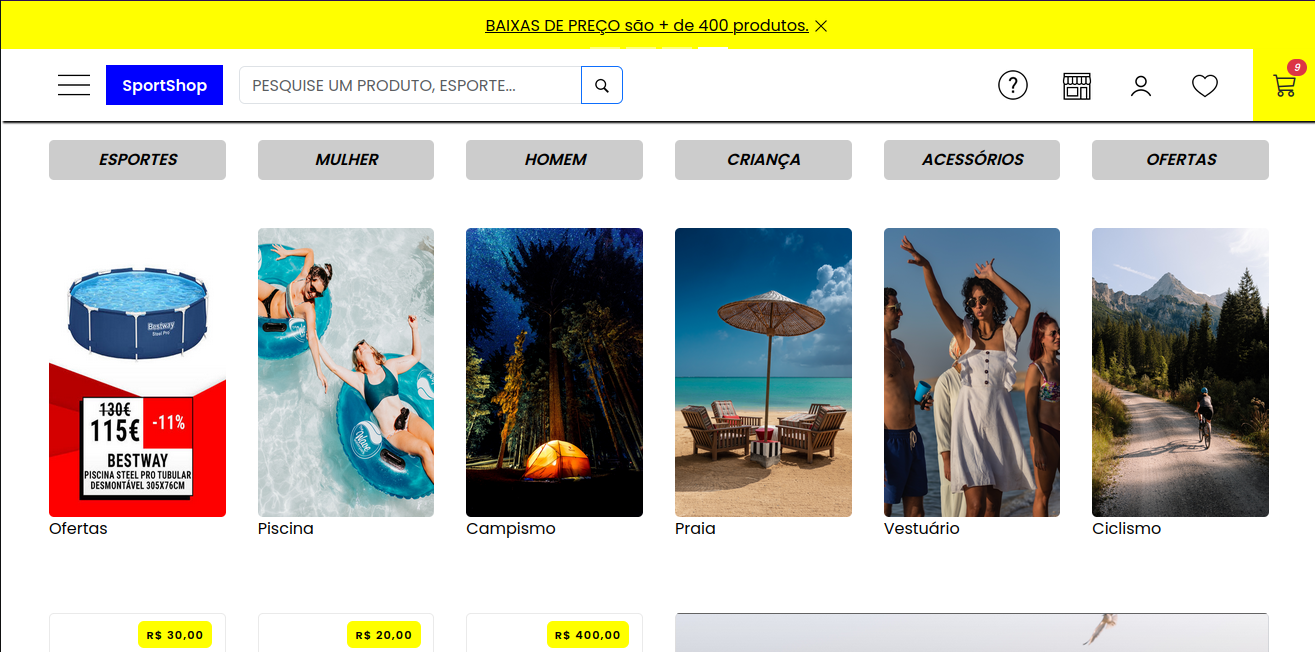 BAIXAS DE PREÇO são + de 400 produtos.
SportShop
PESQUISE UM PRODUTO, ESPORTE...
?
9
ESPORTES
MULHER
HOMEM
CRIANÇA
ACESSÓRIOS
OFERTAS
Bestway
Steel Pro
130€
115€
-11%
BESTWAY
PISCINA STEEL PRO TUBULAR
DESMONTÁVEL 305X76CM
Ofertas
Piscina
Campismo
Praia
Vestuário
Ciclismo
R$ 30,00
R$ 20,00
R$ 400,00